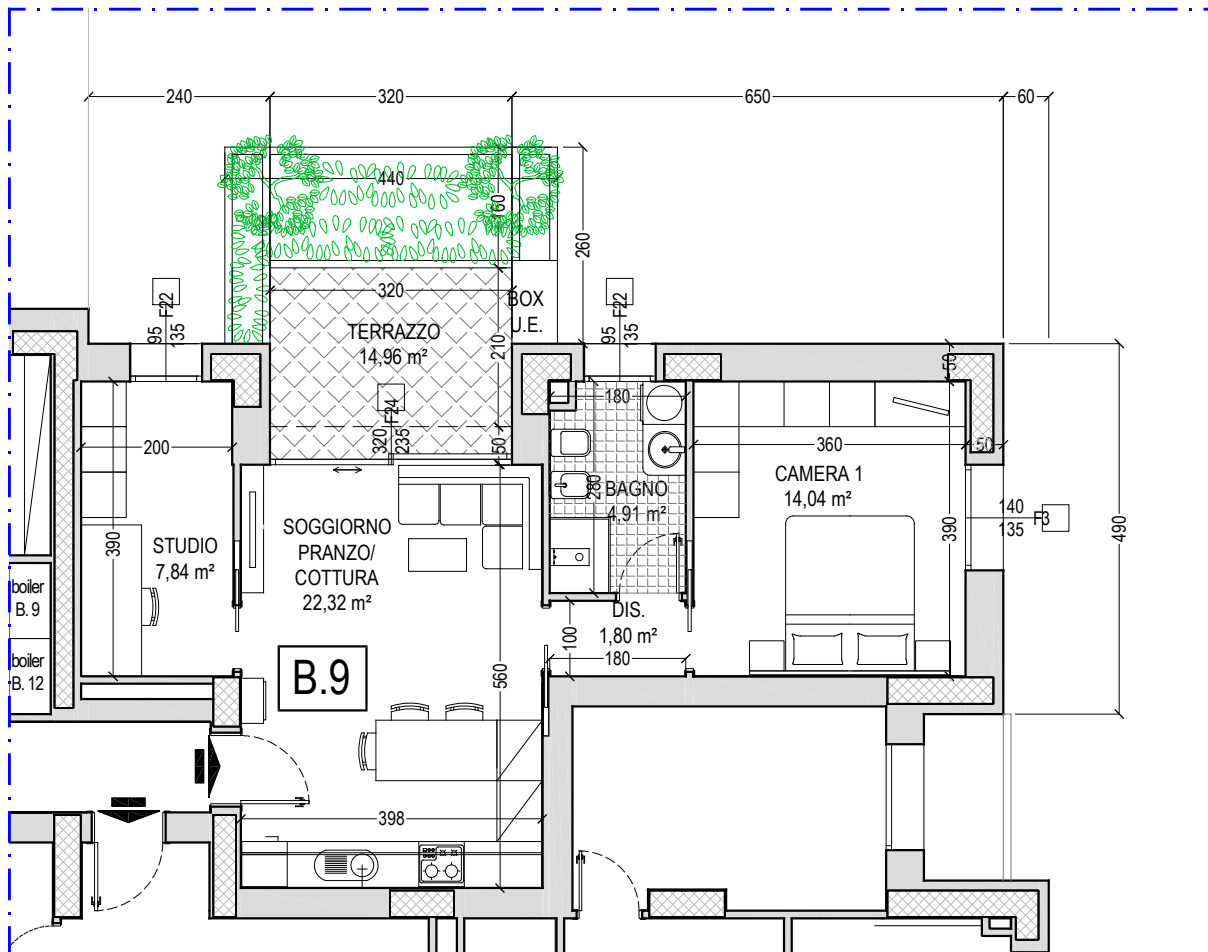 240
320
650
60
440
60
260
320
BOX
U.E.
TERRAZZO
14,96 m²
210
95
135
F22
95
135
F22
50
180
320
235
F24
50
200
360
50
CAMERA 1
14,04 m²
280
BAGNO
4,91 m²
140
135
F3
390
490
390
STUDIO
7,84 m²
SOGGIORNO
PRANZO/
COTTURA
22,32 m²
boiler
B. 9
boiler
B. 12
DIS.
1,80 m²
100
180
B.9
560
398